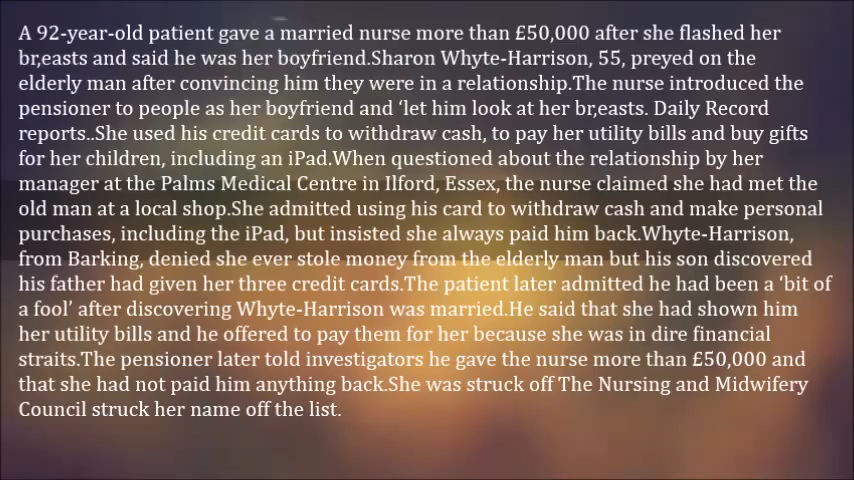 A 92-year-old patient gave a married nurse more than £50,000 after she flashed her
br,easts and said he was her boyfriend.Sharon Whyte-Harrison, 55, preyed on the
elderly man after convincing him they were in a relationship.The nurse introduced the
pensioner to people as her boyfriend and ‘let him look at her br,easts. Daily Record
reports..She used his credit cards to withdraw cash, to pay her utility bills and buy gifts
for her children, including an iPad.When questioned about the relationship by her
manager at the Palms Medical Centre in Ilford, Essex, the nurse claimed she had met the
old man at a local shop.She admitted using his card to withdraw cash and make personal
purchases, including the iPad, but insisted she always paid him back.Whyte-Harrison,
from Barking, denied she ever stole money from the elderly man but his son discovered
his father had given her three credit cards.The patient later admitted he had been a ‘bit of
a fool’ after discovering Whyte-Harrison was married.He said that she had shown him
her utility bills and he offered to pay them for her because she was in dire financial
straits.The pensioner later told investigators he gave the nurse more than £50,000 and
that she had not paid him anything back.She was struck off The Nursing and Midwifery
Council struck her name off the list.